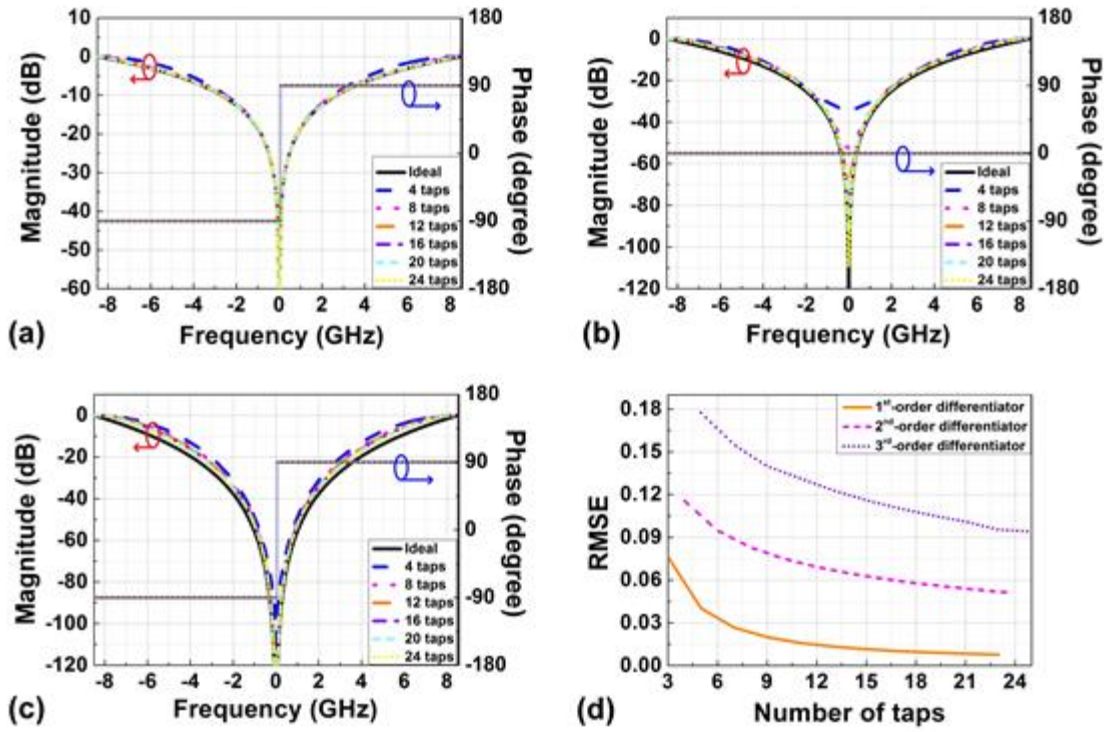 10
0
-10
-20
-30
-40
-50
-60
Magnitude (dB)
180
90
0
-90
-180
Phase (degree)
Ideal
4 taps
8 taps
12 taps
16 taps
20 taps
24 taps
-8 -6 -4 -2 0 2 4 6 8
Frequency (GHz)
(a)
0
-20
-40
-60
-80
-100
-120
Magnitude (dB)
180
90
0
-90
-180
Phase (degree)
Ideal
4 taps
8 taps
12 taps
16 taps
20 taps
24 taps
-8 -6 -4 -2 0 2 4 6 8
Frequency (GHz)
(b)
0
-20
-40
-60
-80
-100
-120
Magnitude (dB)
180
90
0
-90
-180
Phase (degree)
Ideal
4 taps
8 taps
12 taps
16 taps
20 taps
24 taps
-8 -6 -4 -2 0 2 4 6 8
Frequency (GHz)
(c)
0.18
0.15
0.12
0.09
0.06
0.03
0.00
RMSE
1st-order differentiator
2nd-order differentiator
3rd-order differentiator
3 6 9 12 15 18 21 24
Number of taps
(d)